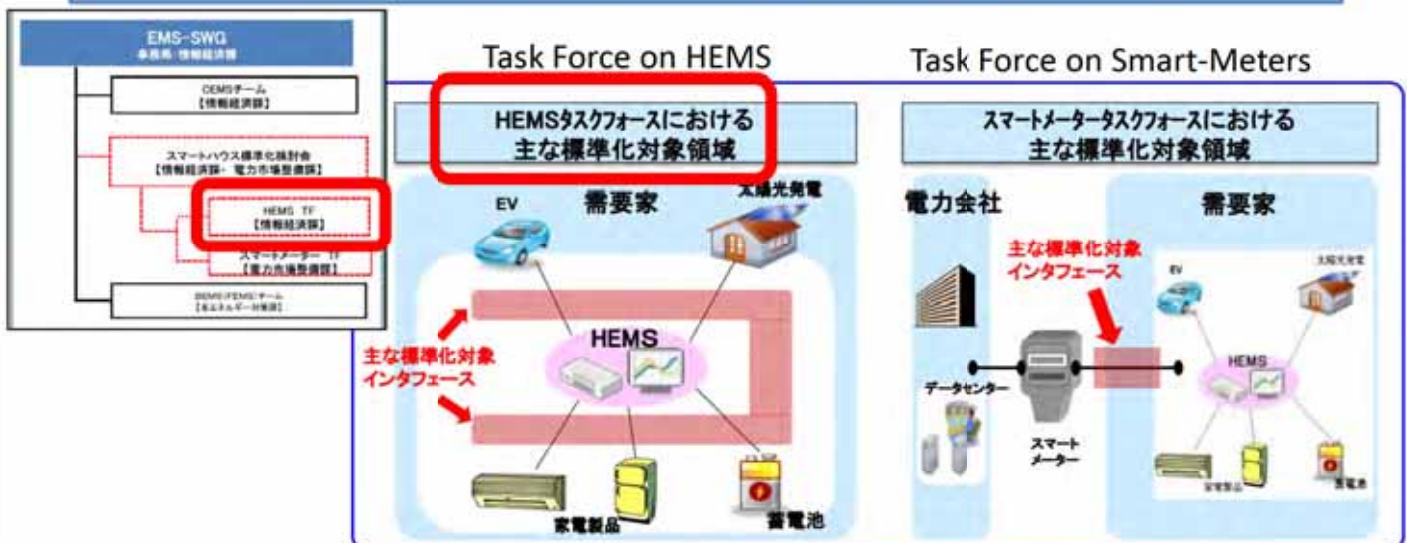 EMS-SWG
事務局：情報経済課
CEMSチーム
【情報経済課】
スマートハウス標準化検討会
【情報経済課・電力市場整備課】
HEMS TF
【情報経済課】
スマートメーター TF
【電力市場整備課】
BEMS(FEMS)チーム
【省エネルギー対策課】
Task Force on HEMS
HEMSタスクフォースにおける
主な標準化対象領域
需要家
EV
太陽光発電
HEMS
主な標準化対象
インタフェース
家電製品
蓄電池
Task Force on Smart-Meters
スマートメータータスクフォースにおける
主な標準化対象領域
電力会社
需要家
主な標準化対象
インタフェース
EV
太陽光発電
HEMS
データセンター
スマート
メーター
家電製品
蓄電池